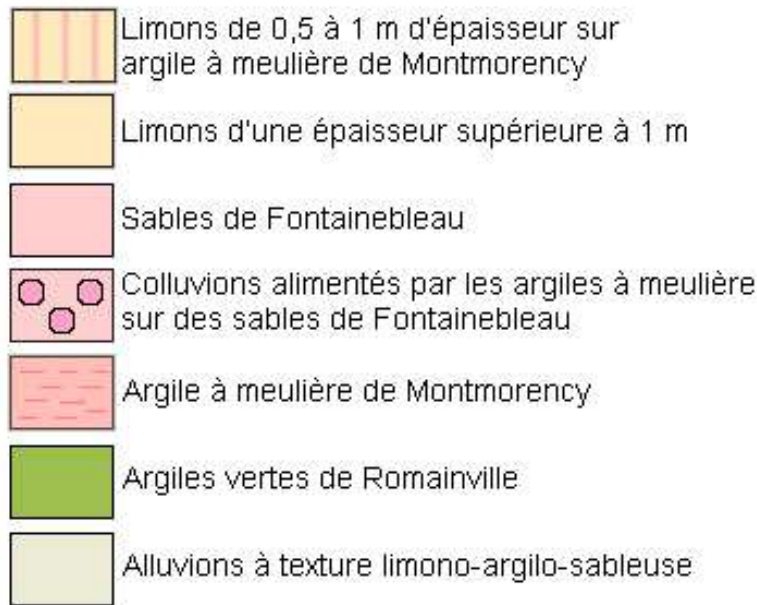 Limons de 0,5 à 1 m d'épaisseur sur
argile à meulière de Montmorency
Limons d'une épaisseur supérieure à 1 m
Sables de Fontainebleau
Colluvions alimentés par les argiles à meulière
sur des sables de Fontainebleau
Argile à meulière de Montmorency
Argiles vertes de Romainville
Alluvions à texture limono-argilo-sableuse